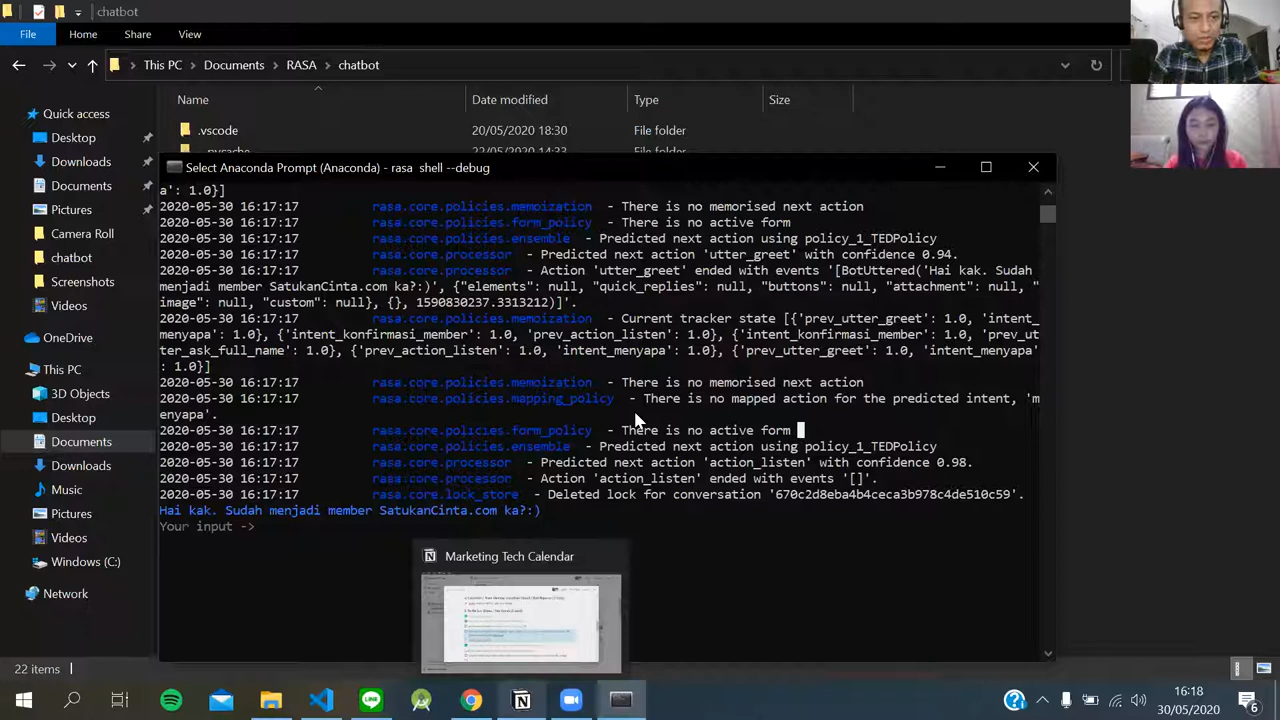 chatbot
File
Home
Share
View
This PC
Documents
RASA
chatbot
Name
Date modified
Type
Size
Quick access
Desktop
Downloads
Documents
Pictures
Camera Roll
chatbot
Screenshots
Videos
OneDrive
This PC
3D Objects
Desktop
Documents
Downloads
Music
Pictures
Videos
Windows (C:)
Network
22 items
.vscode
20/05/2020 18:30
File folder
File folder
Select Anaconda Prompt (Anaconda) - rasa shell --debug
a': 1.0}]
2020-05-30 16:17:17 rasa.core.policies.memoization - There is no memorised next action
2020-05-30 16:17:17 rasa.core.policies.form_policy - There is no active form
2020-05-30 16:17:17 rasa.core.policies.ensemble - Predicted next action using policy_1_TEDPolicy
2020-05-30 16:17:17 rasa.core.processor - Predicted next action 'utter_greet' with confidence 0.94.
2020-05-30 16:17:17 rasa.core.processor - Action 'utter_greet' ended with events '[BotUttered('Hai kak. Sudah
menjadi member SatukanCinta.com ka?:)', {"elements": null, "quick_replies": null, "buttons": null, "attachment": null, "
image": null, "custom": null}, {}, 1590830237.3313212)]'.
2020-05-30 16:17:17 rasa.core.policies.memoization - Current tracker state [{'prev_utter_greet': 1.0, 'intent_
menyapa': 1.0}, {'intent_konfirmasi_member': 1.0, 'prev_action_listen': 1.0}, {'intent_konfirmasi_member': 1.0, 'prev_ut
ter_ask_full_name': 1.0}, {'prev_action_listen': 1.0, 'intent_menyapa': 1.0}, {'prev_utter_greet': 1.0, 'intent_menyapa'
: 1.0}]
2020-05-30 16:17:17 rasa.core.policies.memoization - There is no memorised next action
2020-05-30 16:17:17 rasa.core.policies.mapping_policy - There is no mapped action for the predicted intent, 'm
enyapa'.
2020-05-30 16:17:17 rasa.core.policies.form_policy - There is no active form
2020-05-30 16:17:17 rasa.core.policies.ensemble - Predicted next action using policy_1_TEDPolicy
2020-05-30 16:17:17 rasa.core.processor - Predicted next action 'action_listen' with confidence 0.98.
2020-05-30 16:17:17 rasa.core.processor - Action 'action_listen' ended with events '[]'.
2020-05-30 16:17:17 rasa.core.lock_store - Deleted lock for conversation '670c2d8eba4b4ceea3b978c4de510c59'.
Hai kak. Sudah menjadi member SatukanCinta.com ka?:)
Your input ->
Marketing Tech Calendar
16:18
30/05/2020
6